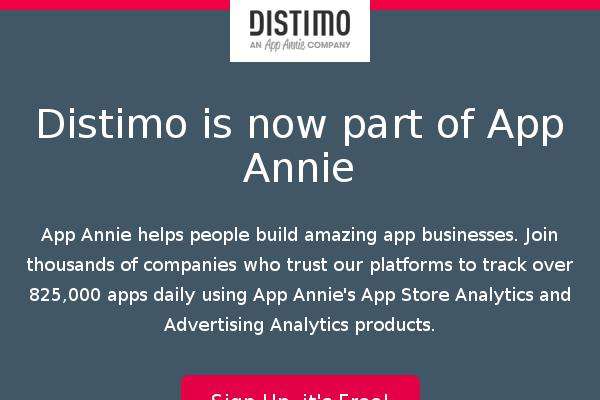 DISTIMO
AN App Annie COMPANY
Distimo is now part of App
Annie
App Annie helps people build amazing app businesses. Join
thousands of companies who trust our platforms to track over
825,000 apps daily using App Annie's App Store Analytics and
Advertising Analytics products.
Sign Up, it's Free!